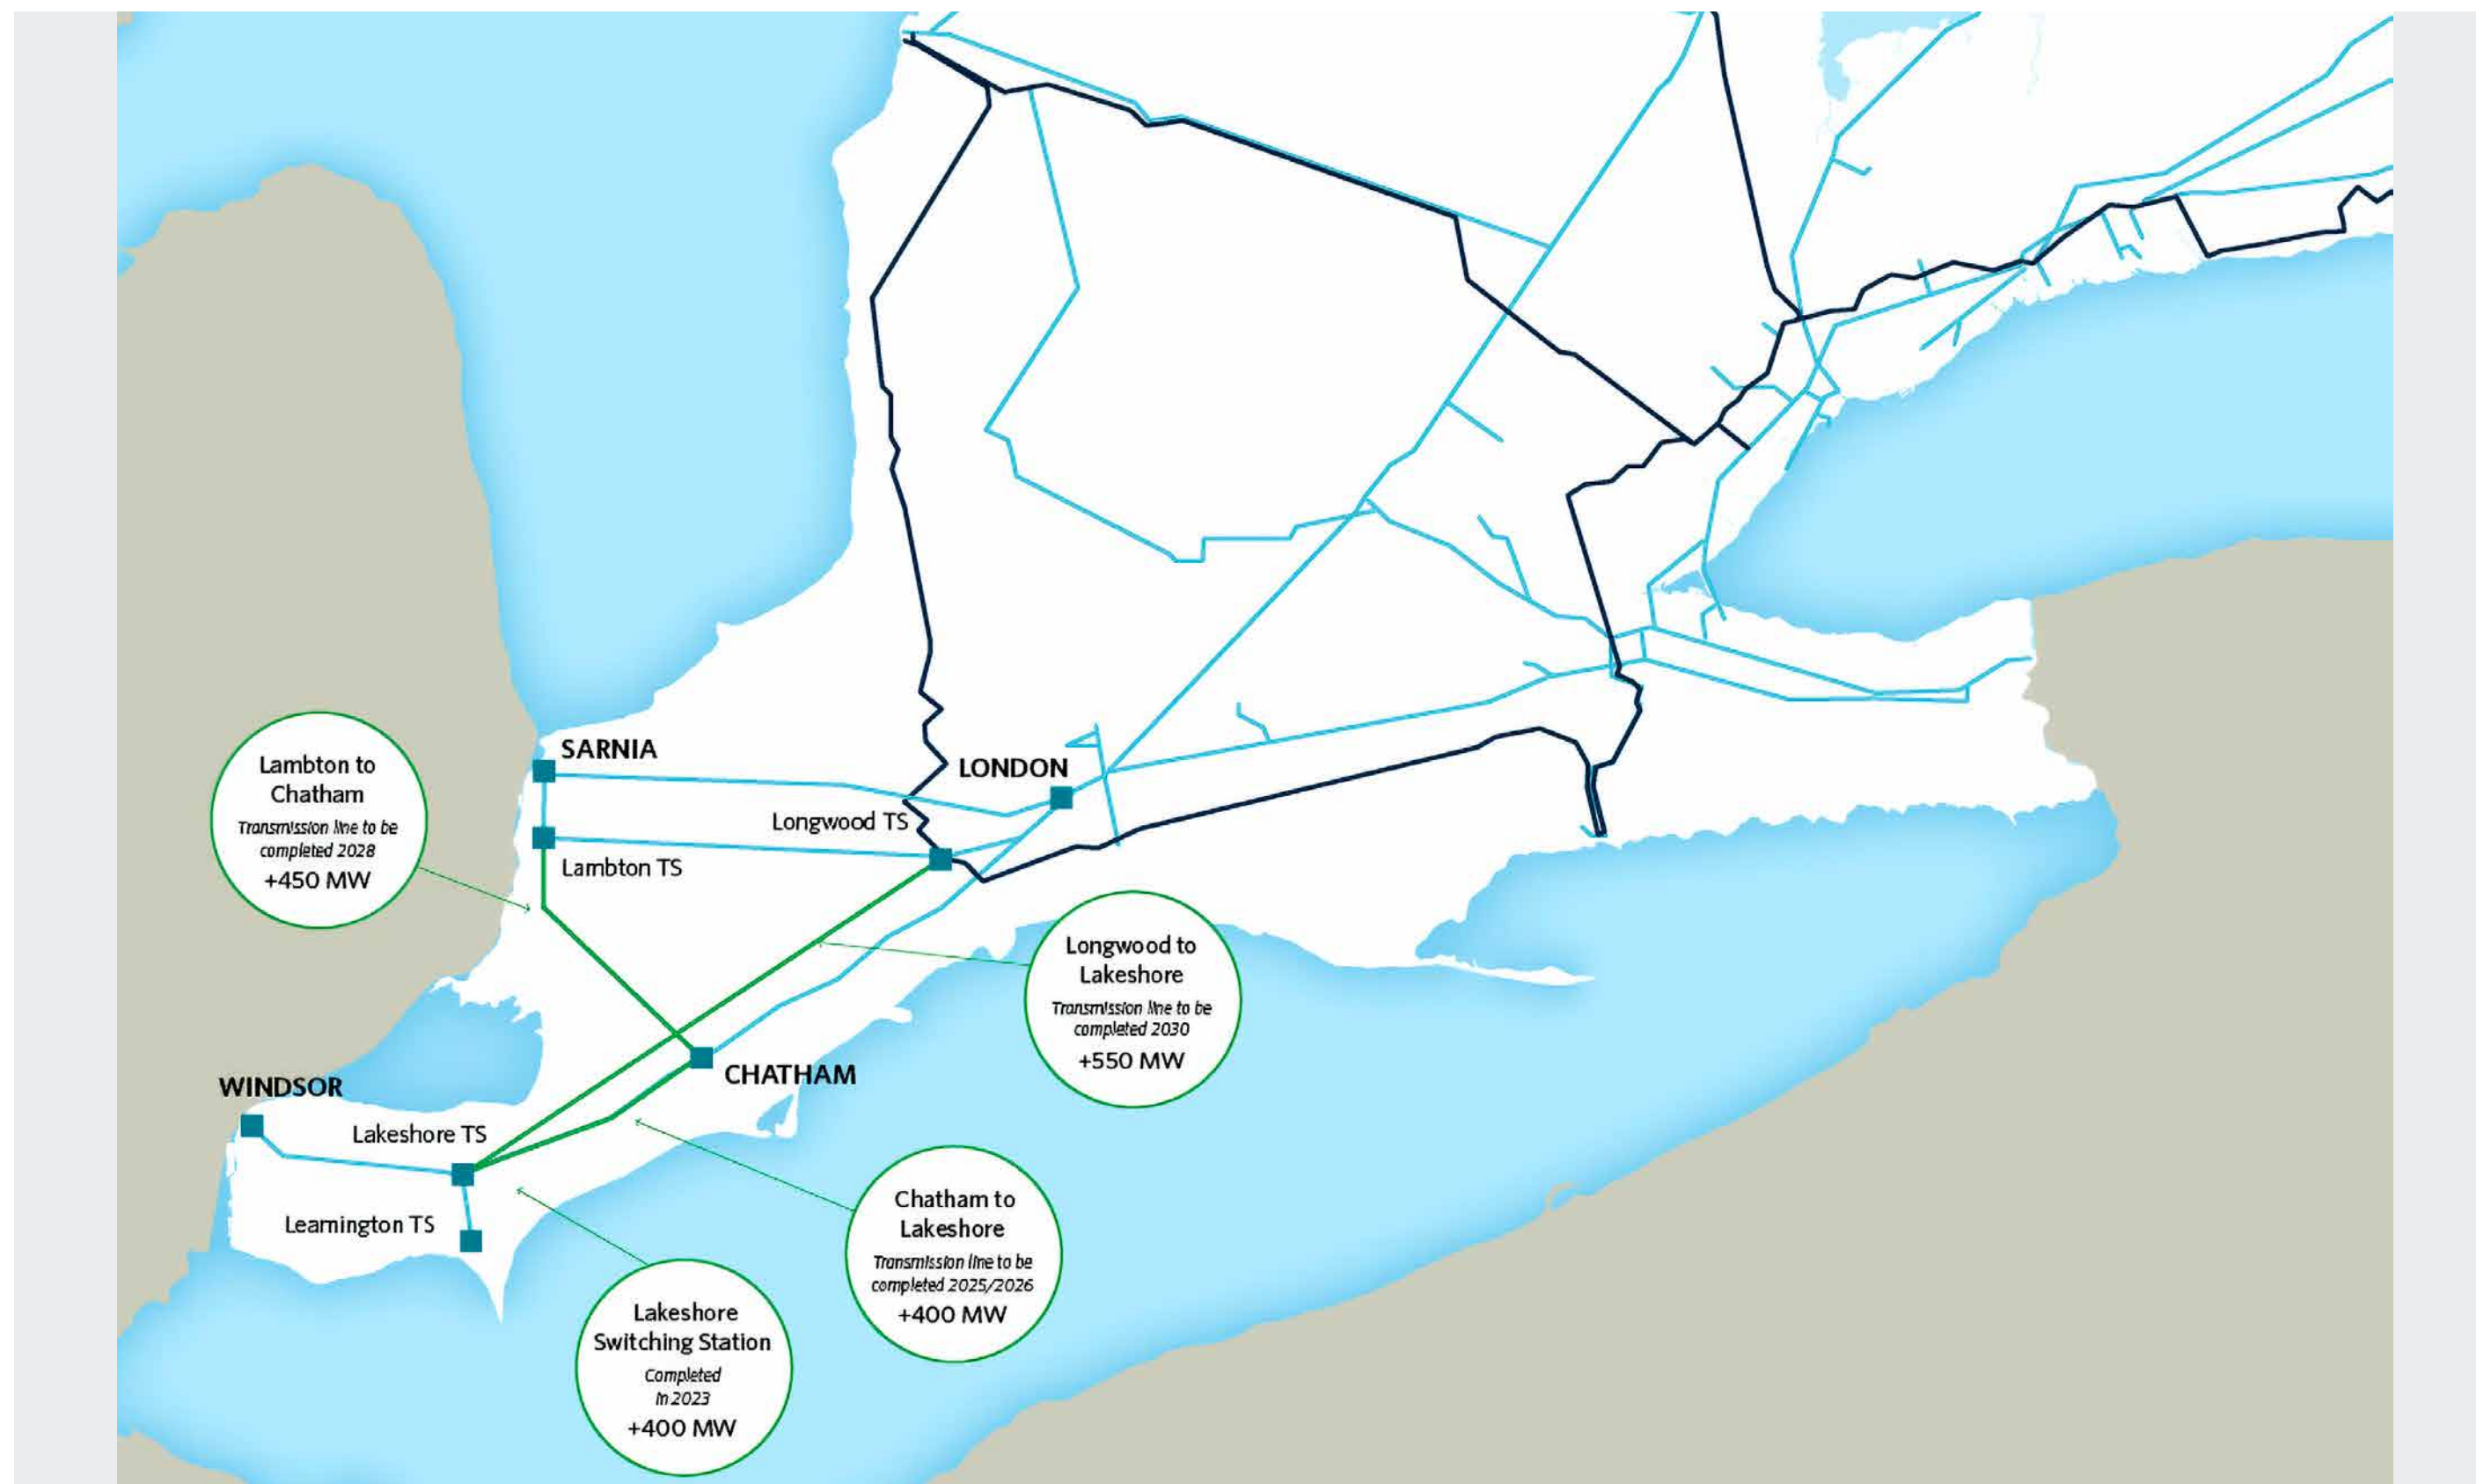 SARNIA
Lambton to
Chatham
Transmission line to be
completed 2028
+450 MW
LONDON
Longwood TS
Lambton TS
Longwood to
Lakeshore
Transmission line to be
completed 2030
+550 MW
CHATHAM
WINDSOR
Lakeshore TS
Leamington TS
Chatham to
Lakeshore
Transmission line to be
completed 2025/2026
+400 MW
Lakeshore
Switching Station
Completed
in 2023
+400 MW